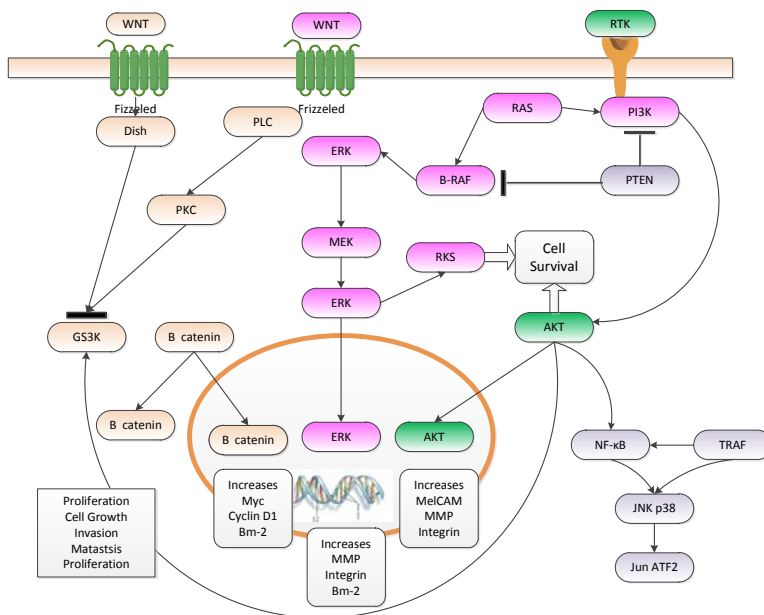 WNT
WNT
RTK
Fizzeled
Frizzeled
Dish
PLC
RAS
PI3K
ERK
B-RAF
PTEN
PKC
MEK
RKS
Cell
Survival
ERK
GS3K
B catenin
AKT
B catenin
B catenin
ERK
AKT
NF-κB
TRAF
Increases
Myc
Cyclin D1
Bm-2
Increases
MelCAM
MMP
Integrin
Proliferation
Cell Growth
Invasion
Matastsis
Proliferation
Increases
MMP
Integrin
Bm-2
JNK p38
Jun ATF2